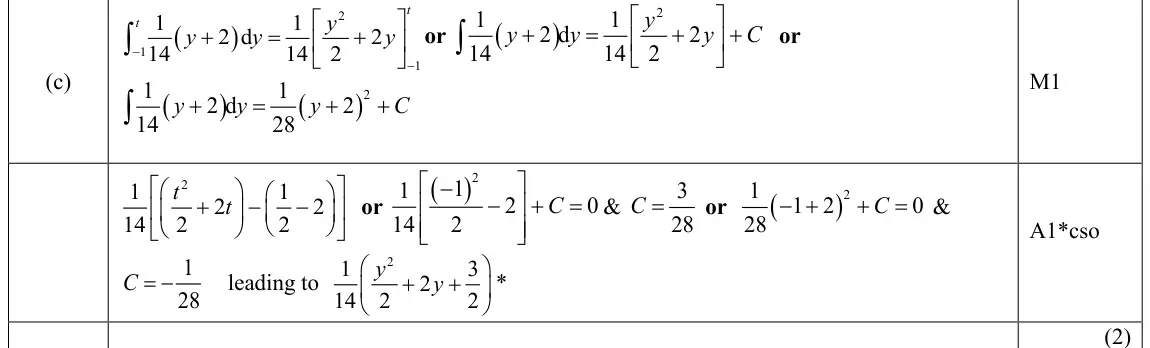 (c)
∫₋₁ᵗ 1/14 (y + 2) dy = 1/14 [y²/2 + 2y]₋₁ᵗ or ∫ 1/14 (y + 2) dy = 1/14 [y²/2 + 2y] + C or
∫ 1/14 (y + 2) dy = 1/28 (y + 2)² + C
M1
1/14 [(t²/2 + 2t) − (1/2 − 2)] or 1/14 [(−1)²/2 − 2] + C = 0 & C = 3/28 or 1/28 (−1 + 2)² + C = 0 &
C = − 1/28 leading to 1/14 (y²/2 + 2y + 3/2) *
A1*cso
(2)